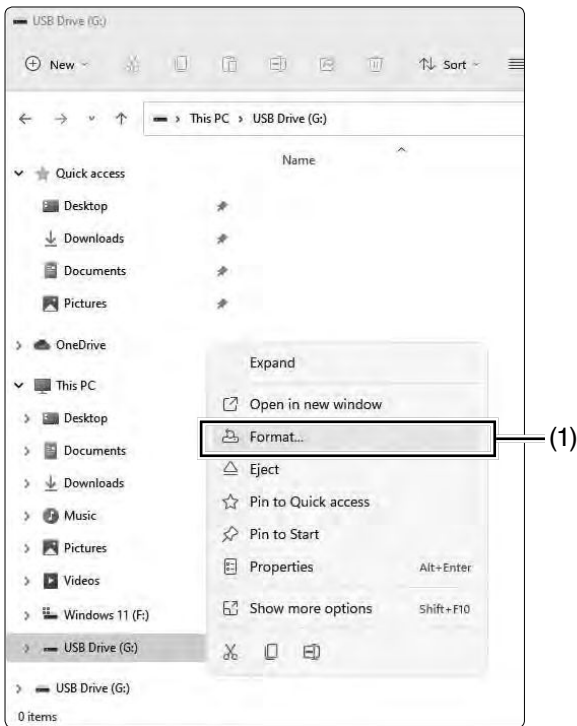 USB Drive (G:)
New
Sort
This PC > USB Drive (G:)
Name
Quick access
Desktop
Downloads
Documents
Pictures
OneDrive
This PC
Desktop
Documents
Downloads
Music
Pictures
Videos
Windows 11 (F:)
USB Drive (G:)
USB Drive (G:)
0 items
Expand
Open in new window
Format...
(1)
Eject
Pin to Quick access
Pin to Start
Properties Alt+Enter
Show more options Shift+F10